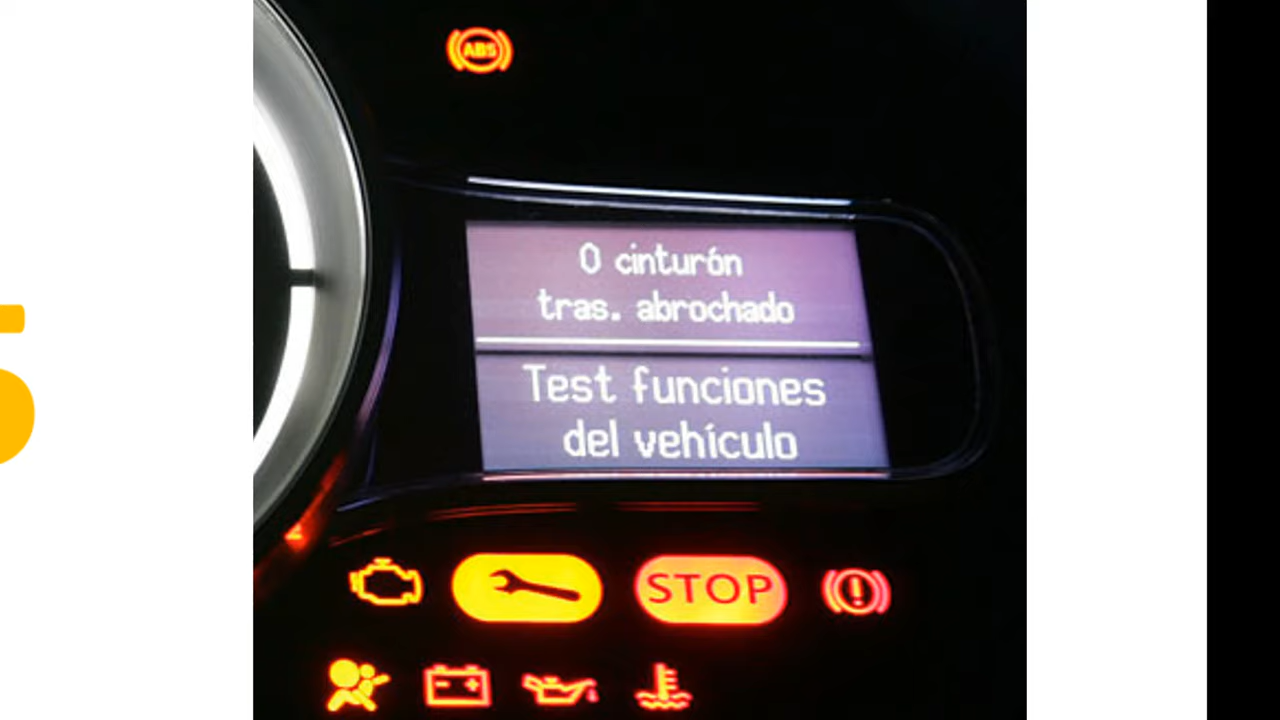 ABS
0 cinturón
tras. abrochado
Test funciones
del vehículo
STOP